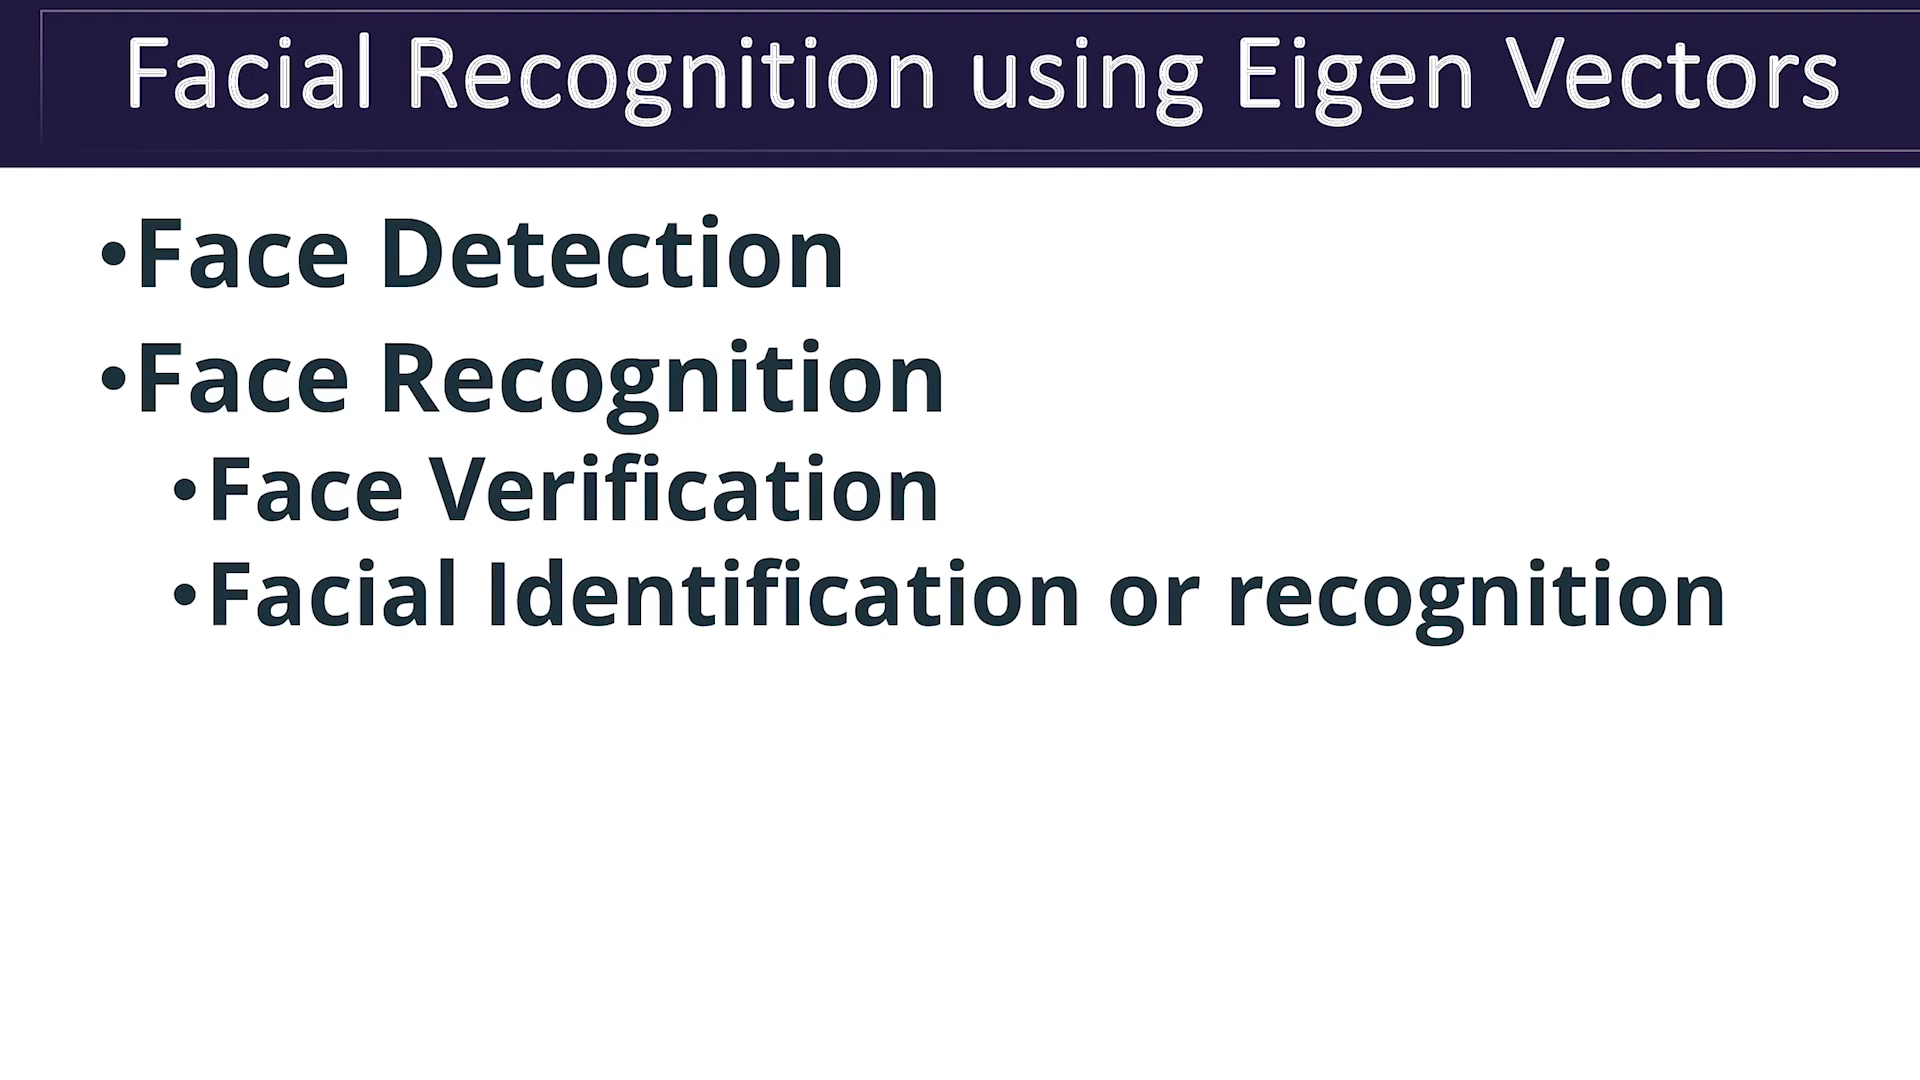 Facial Recognition using Eigen Vectors
•Face Detection
•Face Recognition
•Face Verification
•Facial Identification or recognition